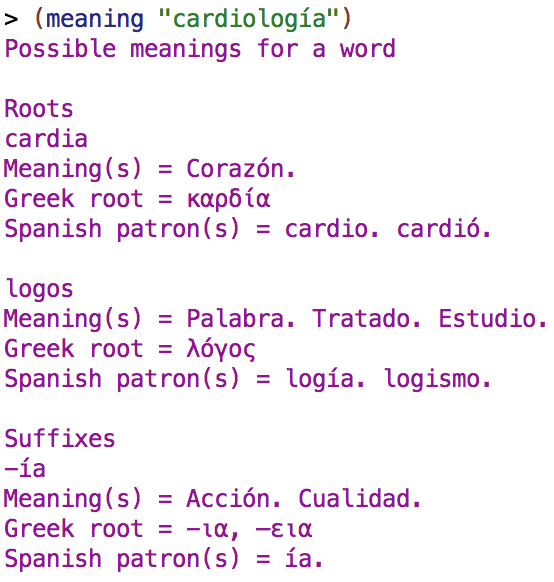 > (meaning "cardiología")
Possible meanings for a word
Roots
cardia
Meaning(s) = Corazón.
Greek root = καρδία
Spanish patron(s) = cardio. cardió.
logos
Meaning(s) = Palabra. Tratado. Estudio.
Greek root = λόγος
Spanish patron(s) = logía. logismo.
Suffixes
–ía
Meaning(s) = Acción. Cualidad.
Greek root = –ια, –εια
Spanish patron(s) = ía.